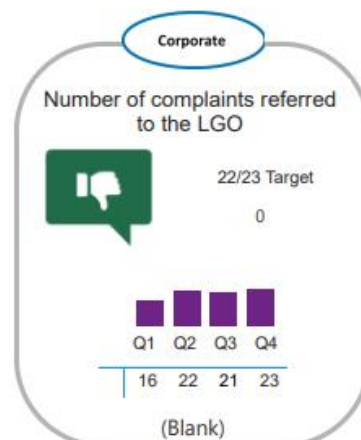 Corporate
Number of complaints referred
to the LGO
22/23 Target
0
Q1 Q2 Q3 Q4
16 22 21 23
(Blank)